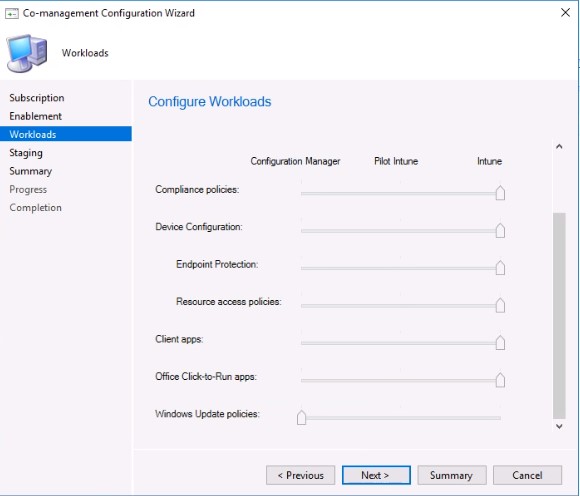 Co-management Configuration Wizard
Workloads
Subscription
Enablement
Workloads
Staging
Summary
Progress
Completion
Configure Workloads
Configuration Manager Pilot Intune Intune
Compliance policies:
Device Configuration:
Endpoint Protection:
Resource access policies:
Client apps:
Office Click-to-Run apps:
Windows Update policies:
< Previous Next > Summary Cancel